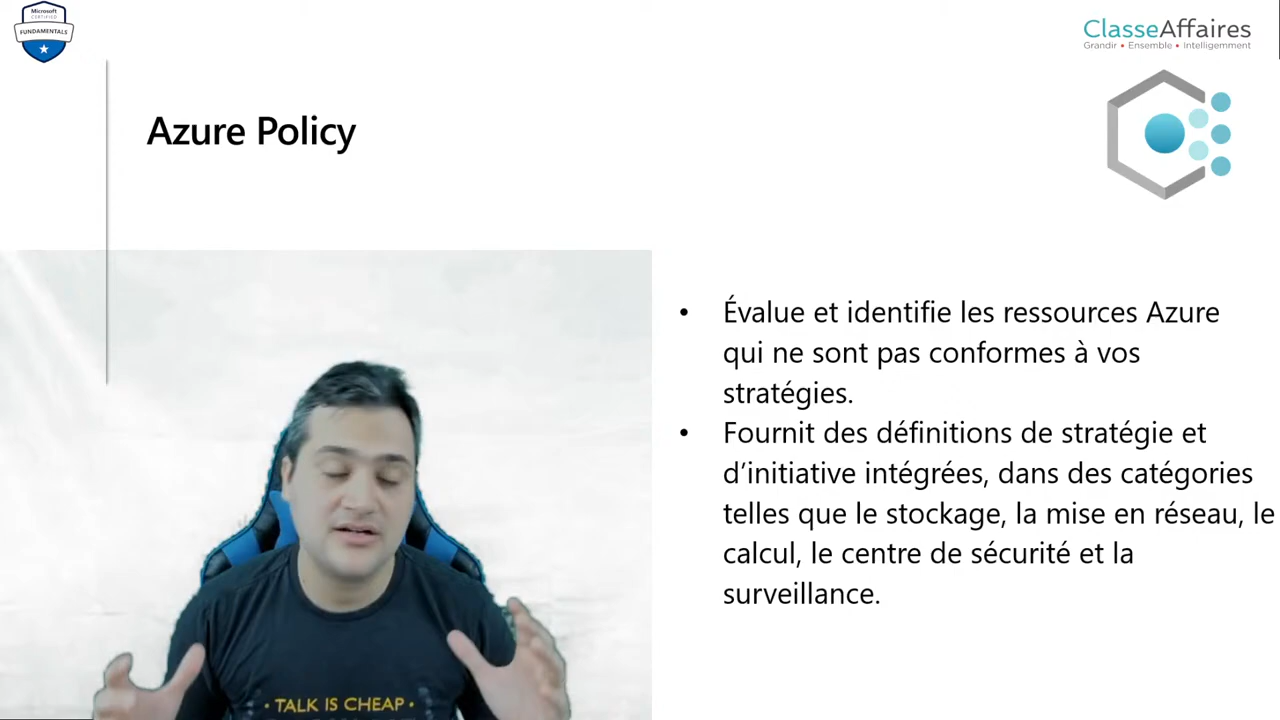 Microsoft
CERTIFIED
FUNDAMENTALS
ClasseAffaires
Grandir • Ensemble • Intelligemment
Azure Policy
• Évalue et identifie les ressources Azure
qui ne sont pas conformes à vos
stratégies.
• Fournit des définitions de stratégie et
d’initiative intégrées, dans des catégories
telles que le stockage, la mise en réseau, le
calcul, le centre de sécurité et la
surveillance.
• TALK IS CHEAP •